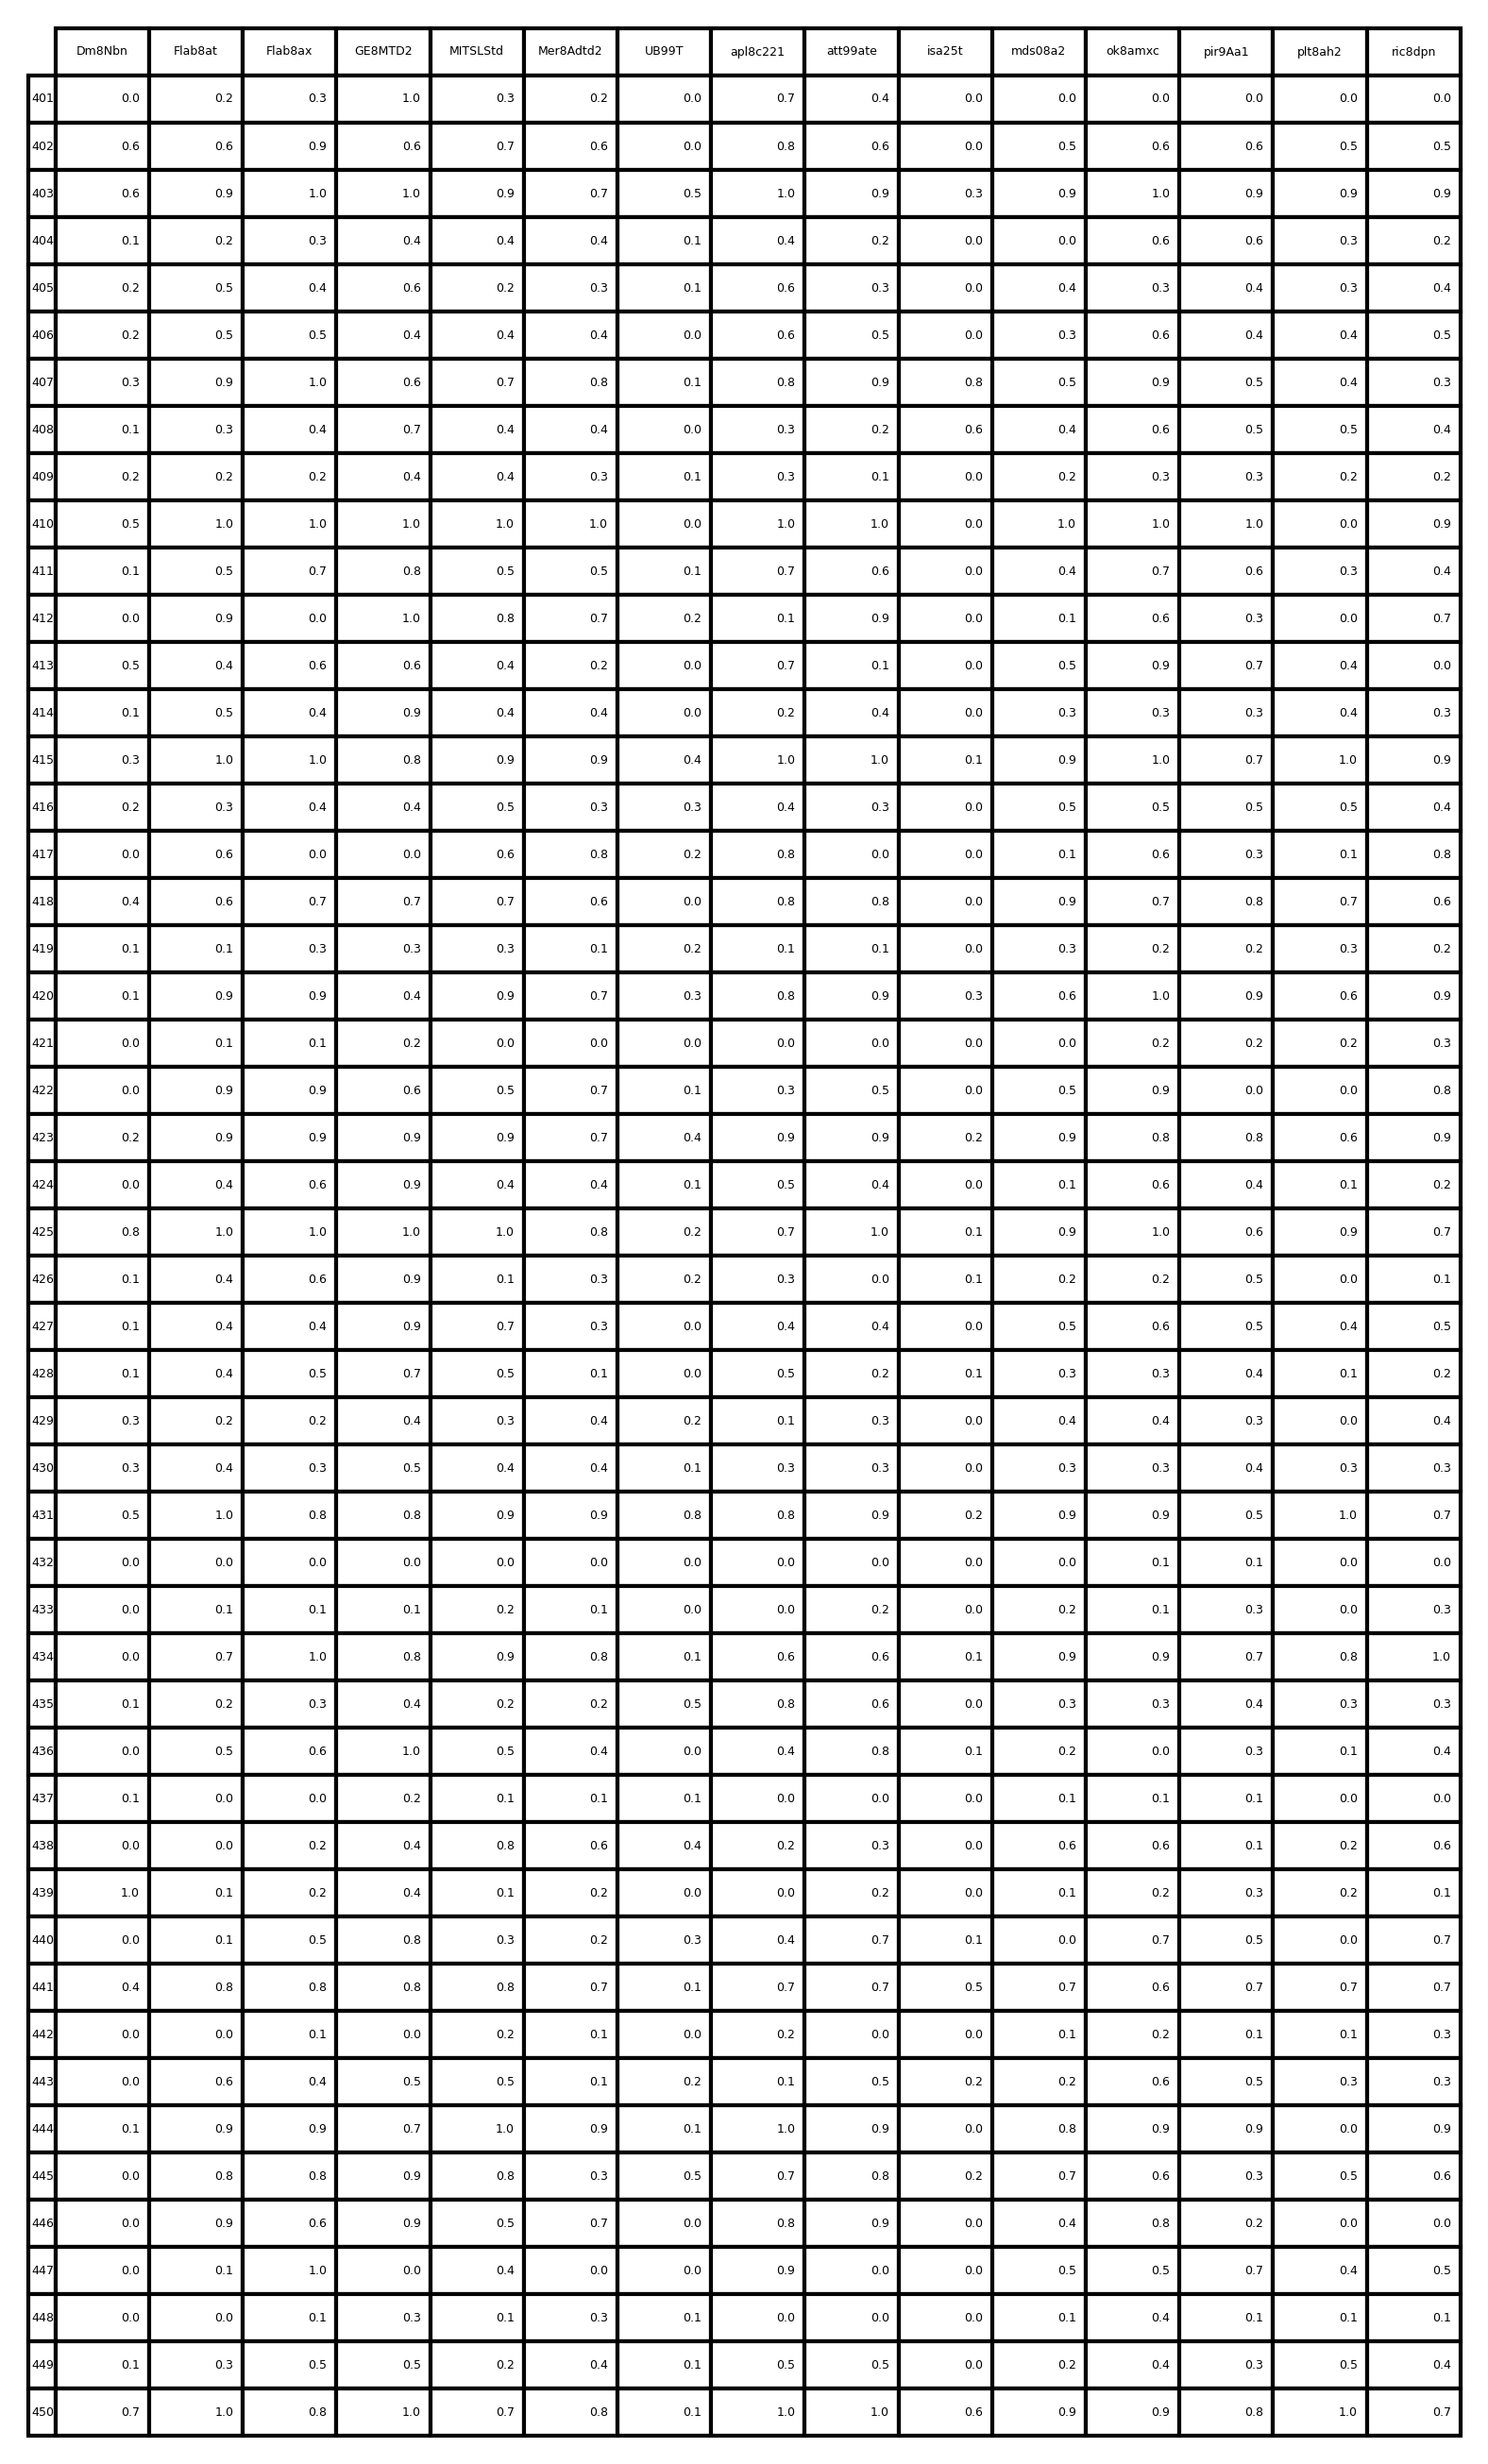 Dm8Nbn Flab8at Flab8ax GE8MTD2 MITSLStd Mer8Adtd2 UB99T apl8c221 att99ate isa25t mds08a2 ok8amxc pir9Aa1 plt8ah2 ric8dpn
401 0.0 0.2 0.3 1.0 0.3 0.2 0.0 0.7 0.4 0.0 0.0 0.0 0.0 0.0 0.0
402 0.6 0.6 0.9 0.6 0.7 0.6 0.0 0.8 0.6 0.0 0.5 0.6 0.6 0.5 0.5
403 0.6 0.9 1.0 1.0 0.9 0.7 0.5 1.0 0.9 0.3 0.9 1.0 0.9 0.9 0.9
404 0.1 0.2 0.3 0.4 0.4 0.4 0.1 0.4 0.2 0.0 0.0 0.6 0.6 0.3 0.2
405 0.2 0.5 0.4 0.6 0.2 0.3 0.1 0.6 0.3 0.0 0.4 0.3 0.4 0.3 0.4
406 0.2 0.5 0.5 0.4 0.4 0.4 0.0 0.6 0.5 0.0 0.3 0.6 0.4 0.4 0.5
407 0.3 0.9 1.0 0.6 0.7 0.8 0.1 0.8 0.9 0.8 0.5 0.9 0.5 0.4 0.3
408 0.1 0.3 0.4 0.7 0.4 0.4 0.0 0.3 0.2 0.6 0.4 0.6 0.5 0.5 0.4
409 0.2 0.2 0.2 0.4 0.4 0.3 0.1 0.3 0.1 0.0 0.2 0.3 0.3 0.2 0.2
410 0.5 1.0 1.0 1.0 1.0 1.0 0.0 1.0 1.0 0.0 1.0 1.0 1.0 0.0 0.9
411 0.1 0.5 0.7 0.8 0.5 0.5 0.1 0.7 0.6 0.0 0.4 0.7 0.6 0.3 0.4
412 0.0 0.9 0.0 1.0 0.8 0.7 0.2 0.1 0.9 0.0 0.1 0.6 0.3 0.0 0.7
413 0.5 0.4 0.6 0.6 0.4 0.2 0.0 0.7 0.1 0.0 0.5 0.9 0.7 0.4 0.0
414 0.1 0.5 0.4 0.9 0.4 0.4 0.0 0.2 0.4 0.0 0.3 0.3 0.3 0.4 0.3
415 0.3 1.0 1.0 0.8 0.9 0.9 0.4 1.0 1.0 0.1 0.9 1.0 0.7 1.0 0.9
416 0.2 0.3 0.4 0.4 0.5 0.3 0.3 0.4 0.3 0.0 0.5 0.5 0.5 0.5 0.4
417 0.0 0.6 0.0 0.0 0.6 0.8 0.2 0.8 0.0 0.0 0.1 0.6 0.3 0.1 0.8
418 0.4 0.6 0.7 0.7 0.7 0.6 0.0 0.8 0.8 0.0 0.9 0.7 0.8 0.7 0.6
419 0.1 0.1 0.3 0.3 0.3 0.1 0.2 0.1 0.1 0.0 0.3 0.2 0.2 0.3 0.2
420 0.1 0.9 0.9 0.4 0.9 0.7 0.3 0.8 0.9 0.3 0.6 1.0 0.9 0.6 0.9
421 0.0 0.1 0.1 0.2 0.0 0.0 0.0 0.0 0.0 0.0 0.0 0.2 0.2 0.2 0.3
422 0.0 0.9 0.9 0.6 0.5 0.7 0.1 0.3 0.5 0.0 0.5 0.9 0.0 0.0 0.8
423 0.2 0.9 0.9 0.9 0.9 0.7 0.4 0.9 0.9 0.2 0.9 0.8 0.8 0.6 0.9
424 0.0 0.4 0.6 0.9 0.4 0.4 0.1 0.5 0.4 0.0 0.1 0.6 0.4 0.1 0.2
425 0.8 1.0 1.0 1.0 1.0 0.8 0.2 0.7 1.0 0.1 0.9 1.0 0.6 0.9 0.7
426 0.1 0.4 0.6 0.9 0.1 0.3 0.2 0.3 0.0 0.1 0.2 0.2 0.5 0.0 0.1
427 0.1 0.4 0.4 0.9 0.7 0.3 0.0 0.4 0.4 0.0 0.5 0.6 0.5 0.4 0.5
428 0.1 0.4 0.5 0.7 0.5 0.1 0.0 0.5 0.2 0.1 0.3 0.3 0.4 0.1 0.2
429 0.3 0.2 0.2 0.4 0.3 0.4 0.2 0.1 0.3 0.0 0.4 0.4 0.3 0.0 0.4
430 0.3 0.4 0.3 0.5 0.4 0.4 0.1 0.3 0.3 0.0 0.3 0.3 0.4 0.3 0.3
431 0.5 1.0 0.8 0.8 0.9 0.9 0.8 0.8 0.9 0.2 0.9 0.9 0.5 1.0 0.7
432 0.0 0.0 0.0 0.0 0.0 0.0 0.0 0.0 0.0 0.0 0.0 0.1 0.1 0.0 0.0
433 0.0 0.1 0.1 0.1 0.2 0.1 0.0 0.0 0.2 0.0 0.2 0.1 0.3 0.0 0.3
434 0.0 0.7 1.0 0.8 0.9 0.8 0.1 0.6 0.6 0.1 0.9 0.9 0.7 0.8 1.0
435 0.1 0.2 0.3 0.4 0.2 0.2 0.5 0.8 0.6 0.0 0.3 0.3 0.4 0.3 0.3
436 0.0 0.5 0.6 1.0 0.5 0.4 0.0 0.4 0.8 0.1 0.2 0.0 0.3 0.1 0.4
437 0.1 0.0 0.0 0.2 0.1 0.1 0.1 0.0 0.0 0.0 0.1 0.1 0.1 0.0 0.0
438 0.0 0.0 0.2 0.4 0.8 0.6 0.4 0.2 0.3 0.0 0.6 0.6 0.1 0.2 0.6
439 1.0 0.1 0.2 0.4 0.1 0.2 0.0 0.0 0.2 0.0 0.1 0.2 0.3 0.2 0.1
440 0.0 0.1 0.5 0.8 0.3 0.2 0.3 0.4 0.7 0.1 0.0 0.7 0.5 0.0 0.7
441 0.4 0.8 0.8 0.8 0.8 0.7 0.1 0.7 0.7 0.5 0.7 0.6 0.7 0.7 0.7
442 0.0 0.0 0.1 0.0 0.2 0.1 0.0 0.2 0.0 0.0 0.1 0.2 0.1 0.1 0.3
443 0.0 0.6 0.4 0.5 0.5 0.1 0.2 0.1 0.5 0.2 0.2 0.6 0.5 0.3 0.3
444 0.1 0.9 0.9 0.7 1.0 0.9 0.1 1.0 0.9 0.0 0.8 0.9 0.9 0.0 0.9
445 0.0 0.8 0.8 0.9 0.8 0.3 0.5 0.7 0.8 0.2 0.7 0.6 0.3 0.5 0.6
446 0.0 0.9 0.6 0.9 0.5 0.7 0.0 0.8 0.9 0.0 0.4 0.8 0.2 0.0 0.0
447 0.0 0.1 1.0 0.0 0.4 0.0 0.0 0.9 0.0 0.0 0.5 0.5 0.7 0.4 0.5
448 0.0 0.0 0.1 0.3 0.1 0.3 0.1 0.0 0.0 0.0 0.1 0.4 0.1 0.1 0.1
449 0.1 0.3 0.5 0.5 0.2 0.4 0.1 0.5 0.5 0.0 0.2 0.4 0.3 0.5 0.4
450 0.7 1.0 0.8 1.0 0.7 0.8 0.1 1.0 1.0 0.6 0.9 0.9 0.8 1.0 0.7